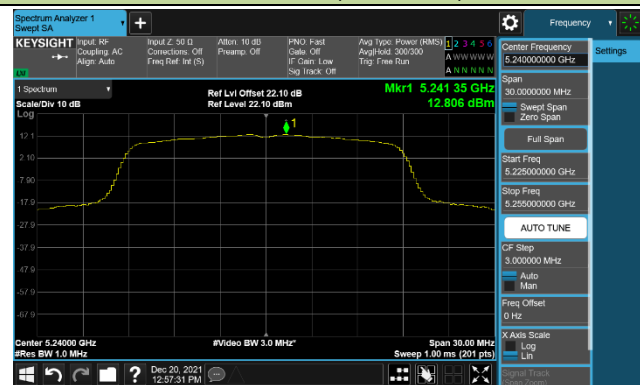 Spectrum Analyzer 1
Swept SA
Frequency
KEYSIGHT
Input: RF
Coupling: AC
Align: Auto
Input Z: 50 Ω
Corrections: Off
Freq Ref: Int (S)
Atten: 10 dB
Preamp: Off
PNO: Fast
Gate: Off
IF Gain: Low
Sig Track: Off
Avg Type: Power (RMS)
Avg|Hold: 300/300
Trig: Free Run
1 2 3 4 5 6
A W W W W W
A N N N N N
LW
1 Spectrum
Scale/Div 10 dB
Log
Ref Lvl Offset 22.10 dB
Ref Level 22.10 dBm
Mkr1 5.241 35 GHz
12.806 dBm
1
12.1
2.10
-7.90
-17.9
-27.9
-37.9
-47.9
-57.9
-67.9
Center 5.24000 GHz
#Res BW 1.0 MHz
#Video BW 3.0 MHz*
Span 30.00 MHz
Sweep 1.00 ms (201 pts)
Dec 20, 2021
12:57:31 PM
Center Frequency
5.240000000 GHz
Settings
Span
30.0000000 MHz
Swept Span
Zero Span
Full Span
Start Freq
5.225000000 GHz
Stop Freq
5.255000000 GHz
AUTO TUNE
CF Step
3.000000 MHz
Auto
Man
Freq Offset
0 Hz
X Axis Scale
Log
Lin
Signal Track
(Span Zoom)